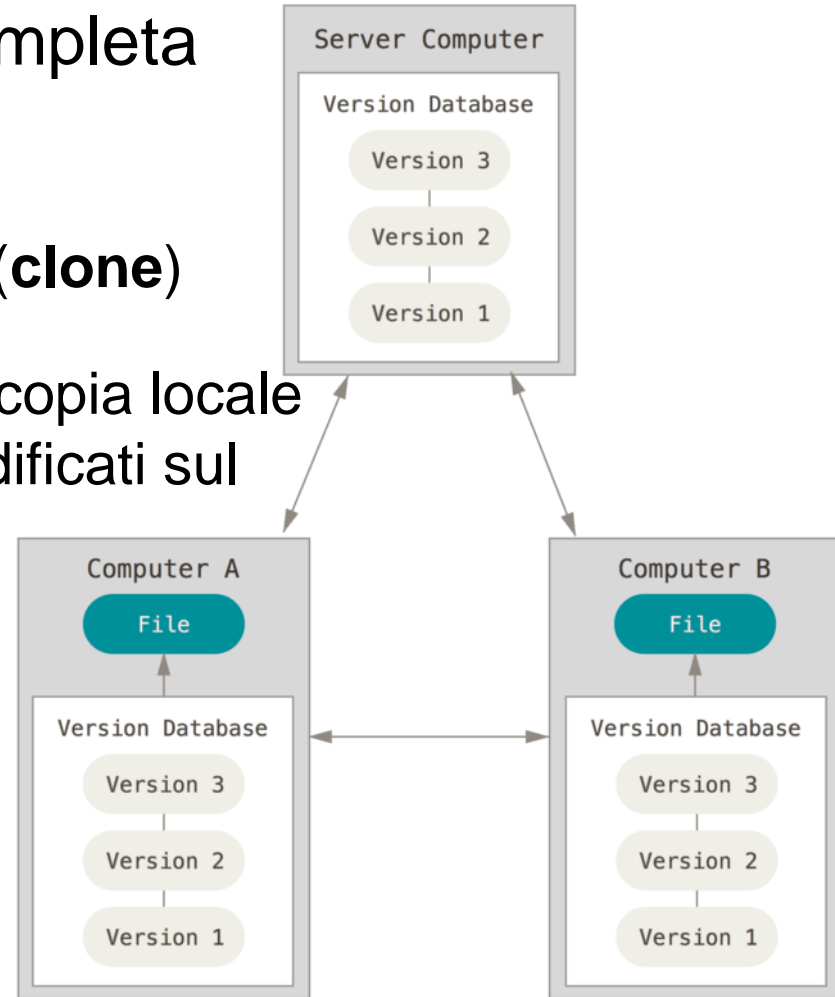 mpleta
(clone)
copia locale
dificati sul
Server Computer
Version Database
Version 3
Version 2
Version 1
Computer A
File
Version Database
Version 3
Version 2
Version 1
Computer B
File
Version Database
Version 3
Version 2
Version 1